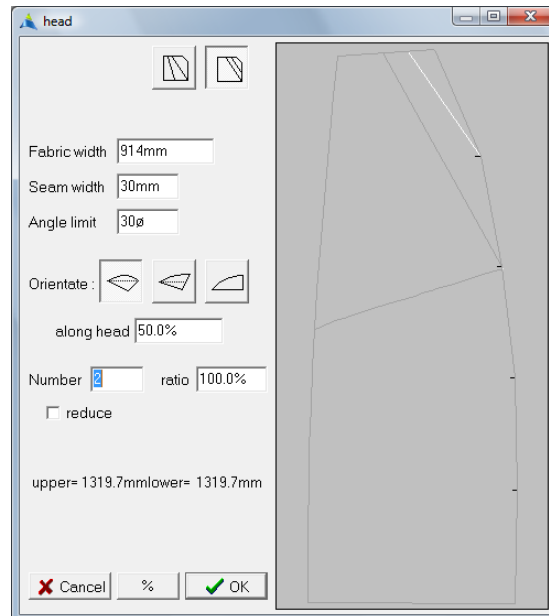 head
Fabric width 914mm
Seam width 30mm
Angle limit 30ø
Orientate :
along head 50.0%
Number 2 ratio 100.0%
reduce
upper= 1319.7mmlower= 1319.7mm
Cancel % OK